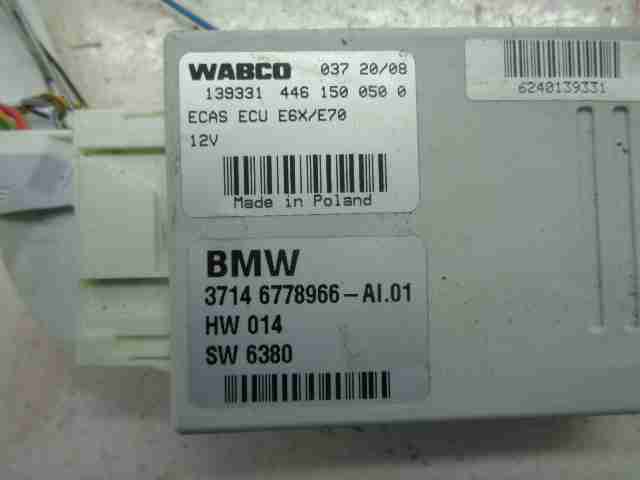 WABCO 037 20/08
139331 446 150 050 0
ECAS ECU E6X/E70
12V
Made in Poland
6240139331
BMW
3714 6778966-AI.01
HW 014
SW 6380